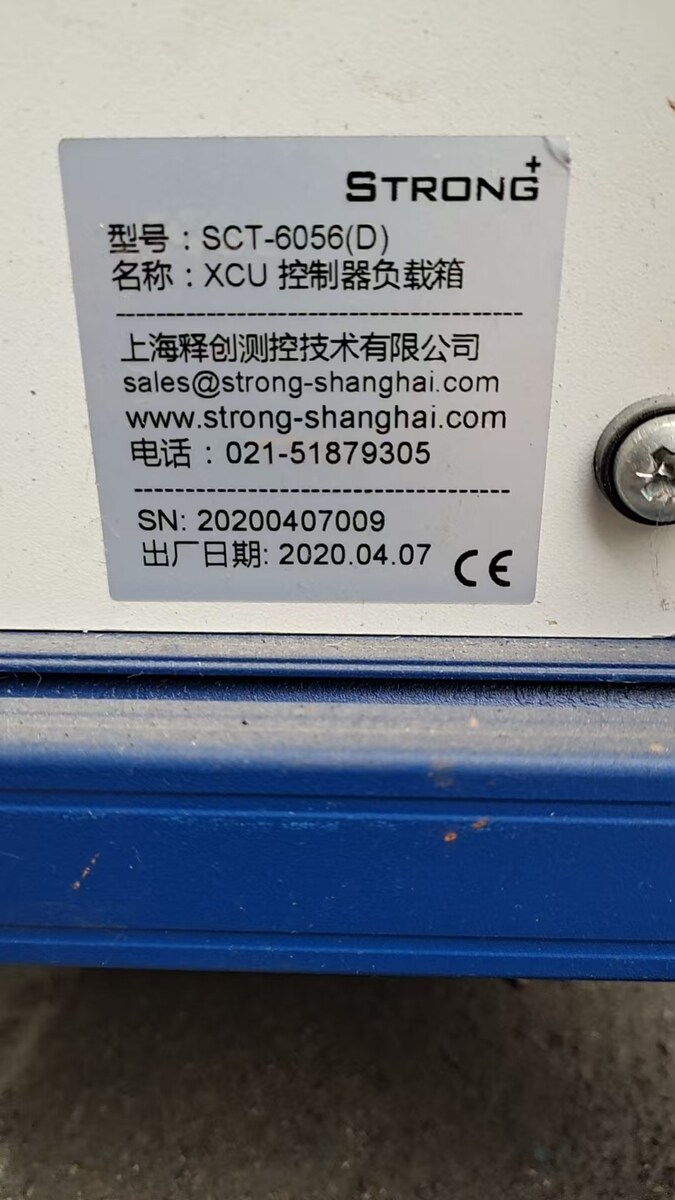 STRONG+
型号：SCT-6056(D)
名称：XCU 控制器负载箱
上海释创测控技术有限公司
sales@strong-shanghai.com
www.strong-shanghai.com
电话：021-51879305
SN: 20200407009
出厂日期: 2020.04.07
CE